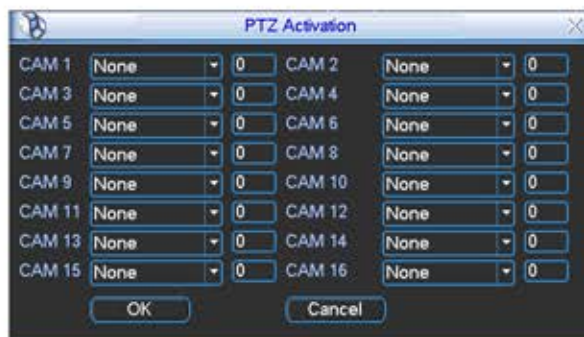 PTZ Activation
CAM 1 None 0 CAM 2 None 0
CAM 3 None 0 CAM 4 None 0
CAM 5 None 0 CAM 6 None 0
CAM 7 None 0 CAM 8 None 0
CAM 9 None 0 CAM 10 None 0
CAM 11 None 0 CAM 12 None 0
CAM 13 None 0 CAM 14 None 0
CAM 15 None 0 CAM 16 None 0
OK Cancel